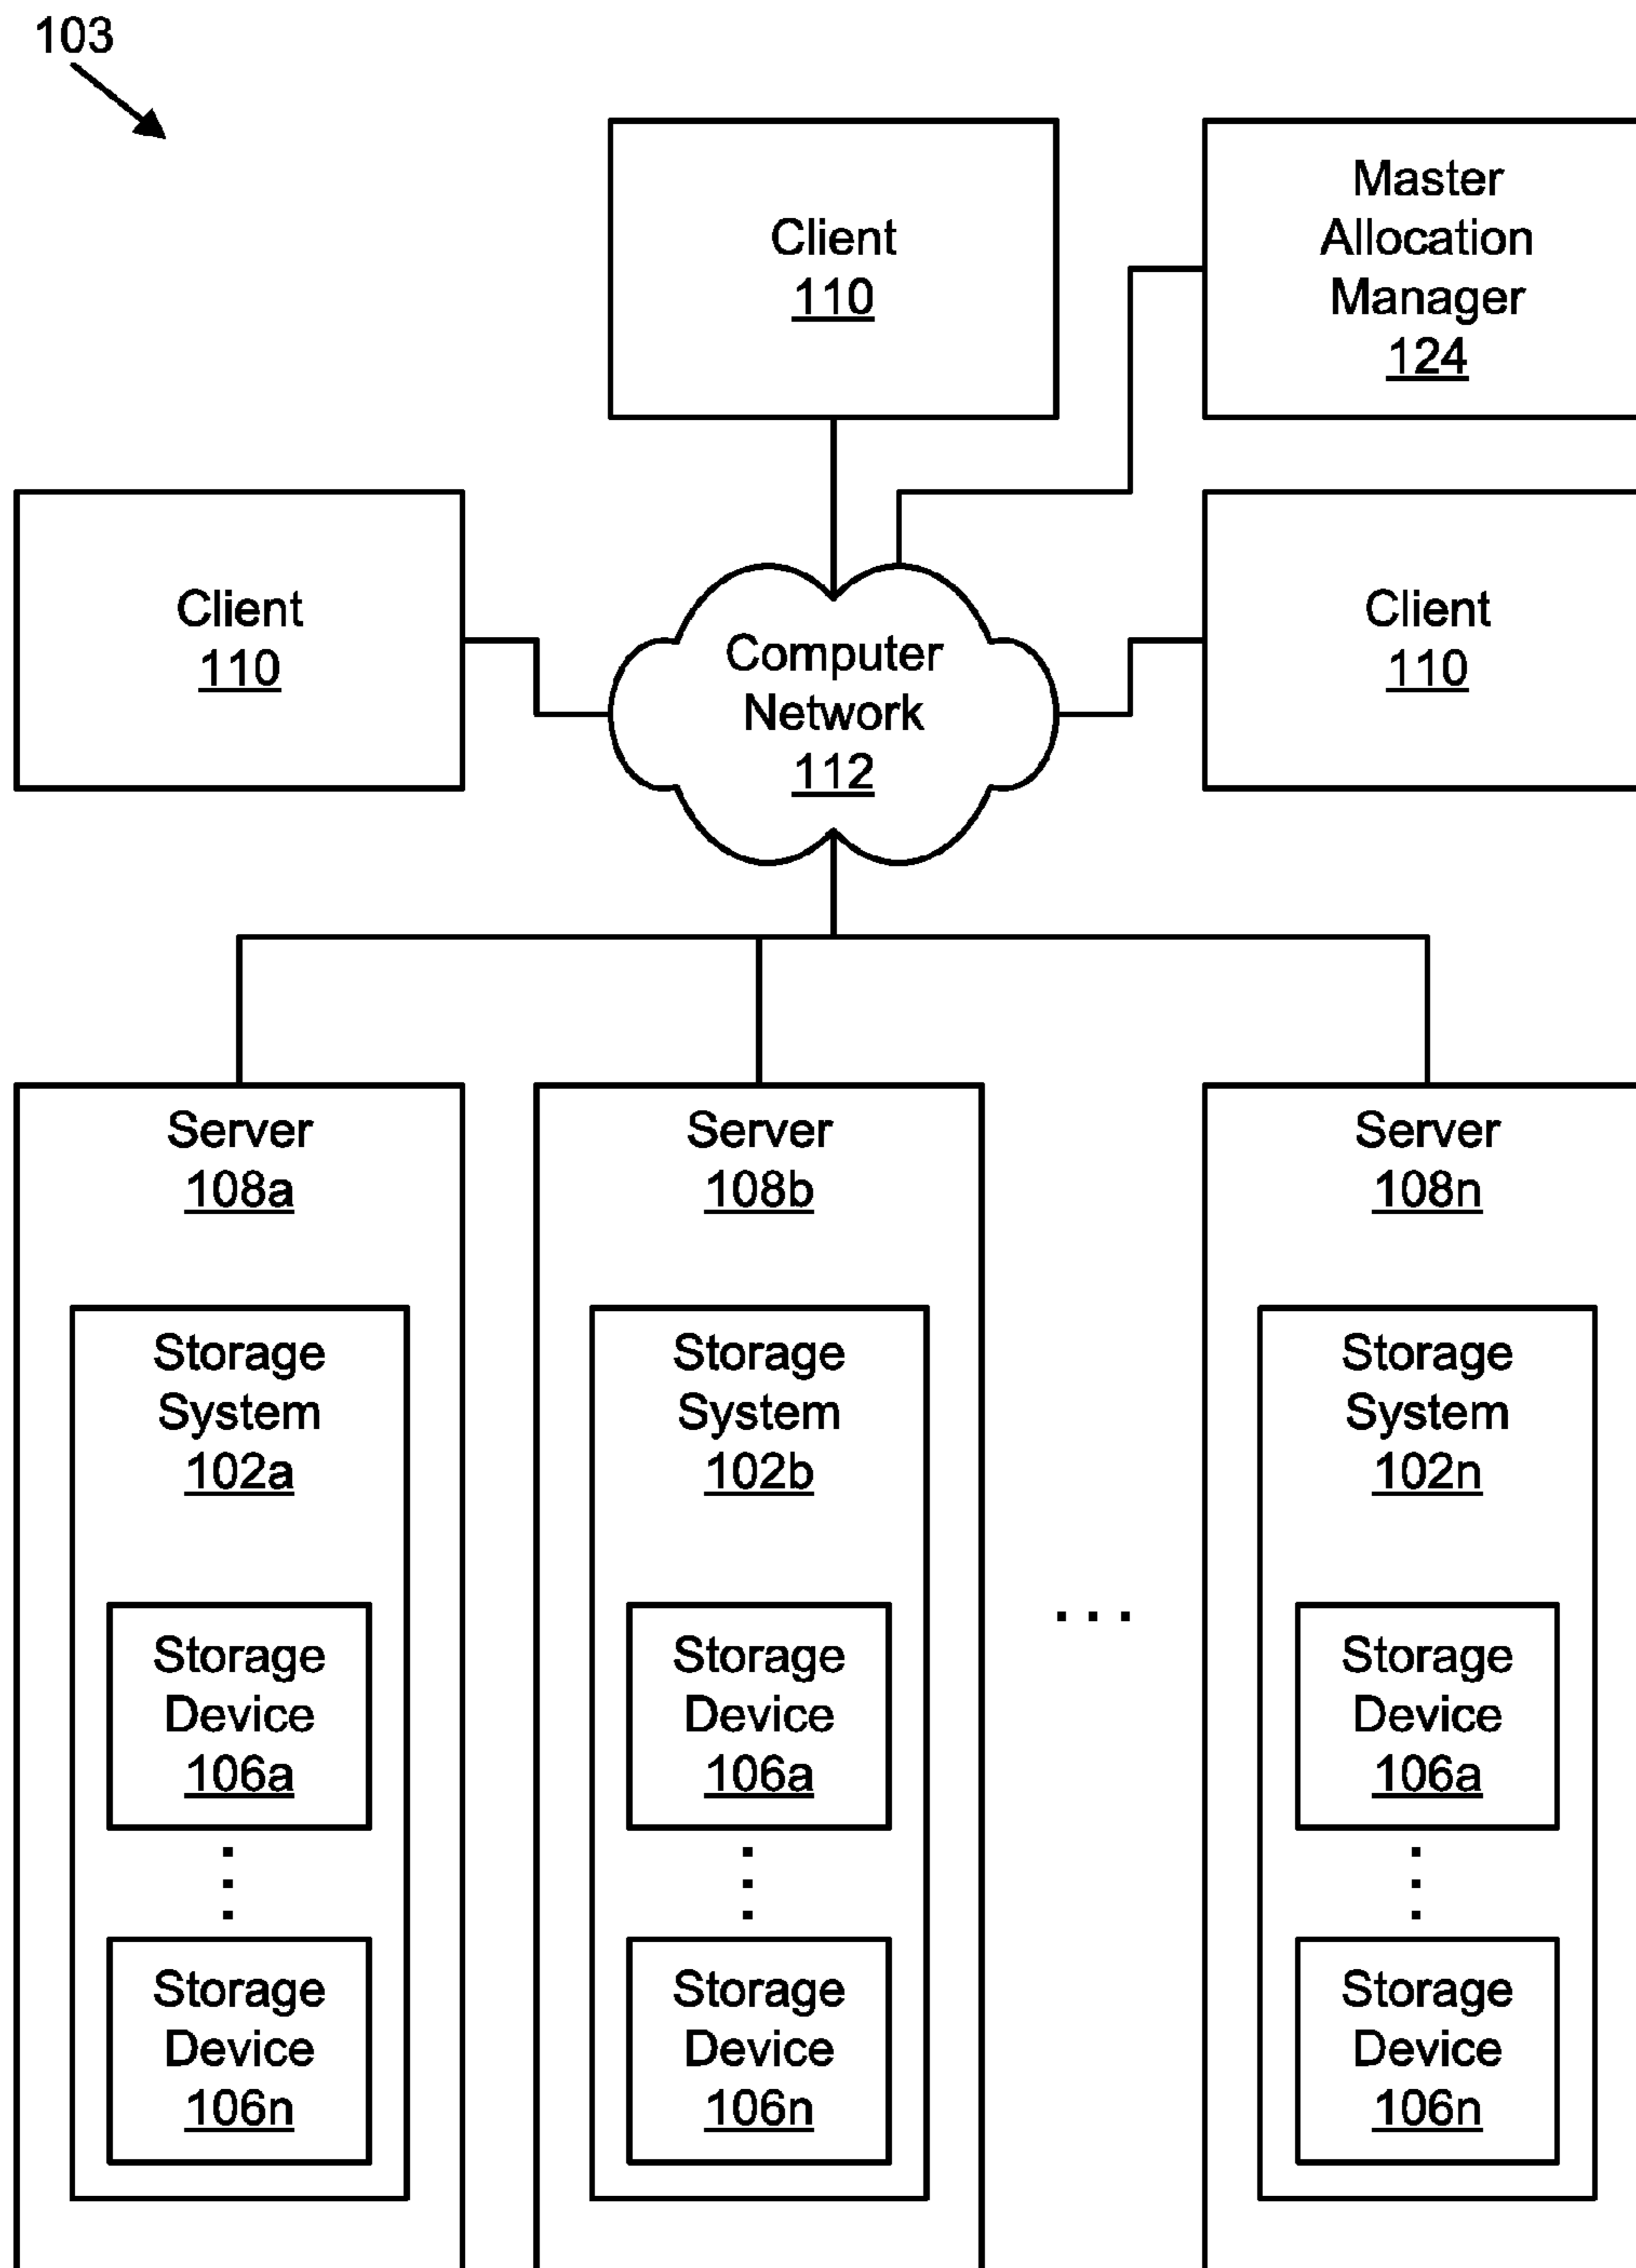 103
Client
110
Master
Allocation
Manager
124
Client
110
Computer
Network
112
Client
110
Server
108a
Storage
System
102a
Storage
Device
106a
Storage
Device
106n
Server
108b
Storage
System
102b
Storage
Device
106a
Storage
Device
106n
...
Server
108n
Storage
System
102n
Storage
Device
106a
Storage
Device
106n